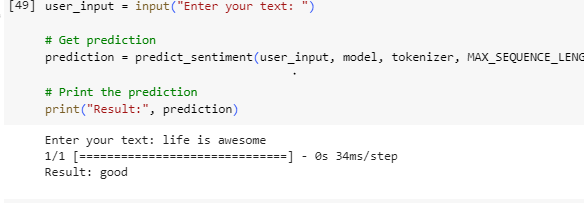 [49] user_input = input("Enter your text: ")
# Get prediction
prediction = predict_sentiment(user_input, model, tokenizer, MAX_SEQUENCE_LENG
# Print the prediction
print("Result:", prediction)
Enter your text: life is awesome
1/1 [==============================] - 0s 34ms/step
Result: good